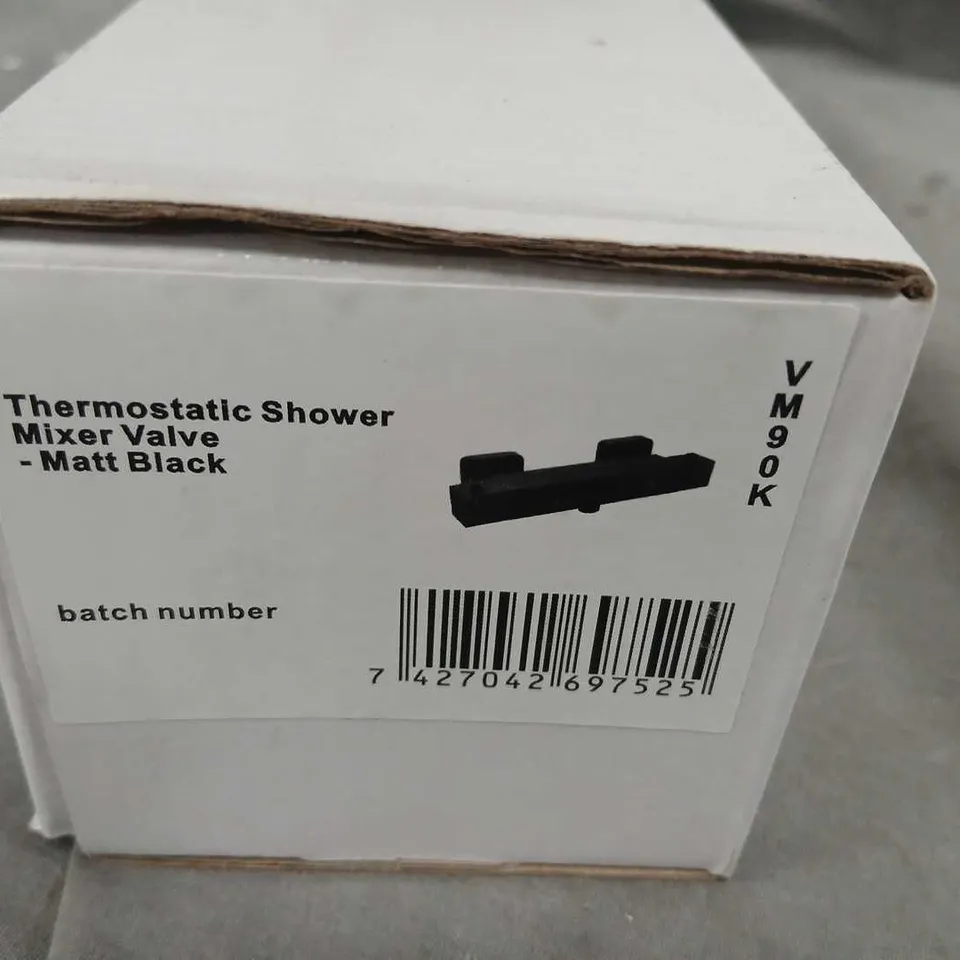 Thermostatic Shower
Mixer Valve
- Matt Black
VM90K
batch number
7 427042 697525